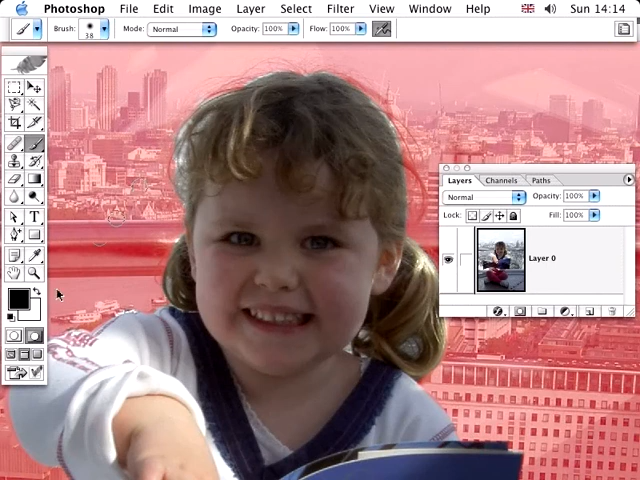 Photoshop File Edit Image Layer Select Filter View Window Help Sun 14:14
Brush: 38 Mode: Normal Opacity: 100% Flow: 100%
Layers Channels Paths
Normal Opacity: 100%
Lock: Fill: 100%
Layer 0
T